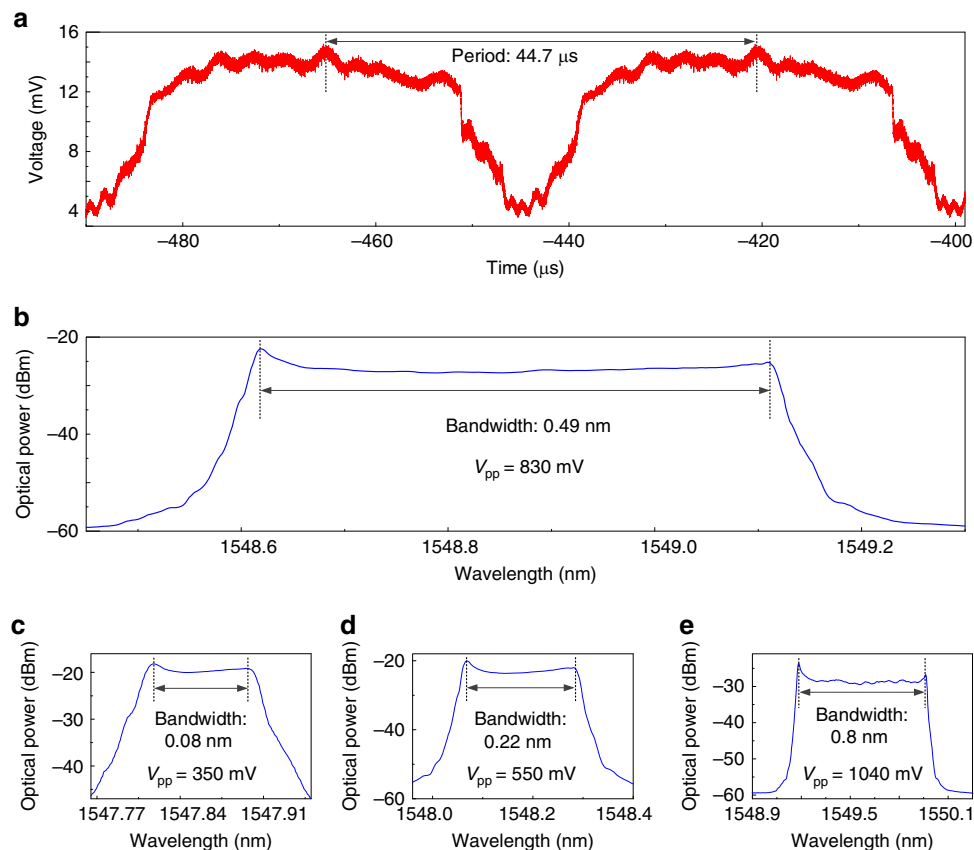 a
16
12
8
4
Voltage (mV)
Period: 44.7 μs
–480
–460
–440
–420
–400
Time (μs)
b
–20
–40
–60
Optical power (dBm)
Bandwidth: 0.49 nm
Vpp = 830 mV
1548.6
1548.8
1549.0
1549.2
Wavelength (nm)
c
–20
–30
–40
Optical power (dBm)
Bandwidth:
0.08 nm
Vpp = 350 mV
1547.77
1547.84
1547.91
Wavelength (nm)
d
–20
–40
–60
Optical power (dBm)
Bandwidth:
0.22 nm
Vpp = 550 mV
1548.0
1548.2
1548.4
Wavelength (nm)
e
–30
–45
–60
Optical power (dBm)
Bandwidth:
0.8 nm
Vpp = 1040 mV
1548.9
1549.5
1550.1
Wavelength (nm)